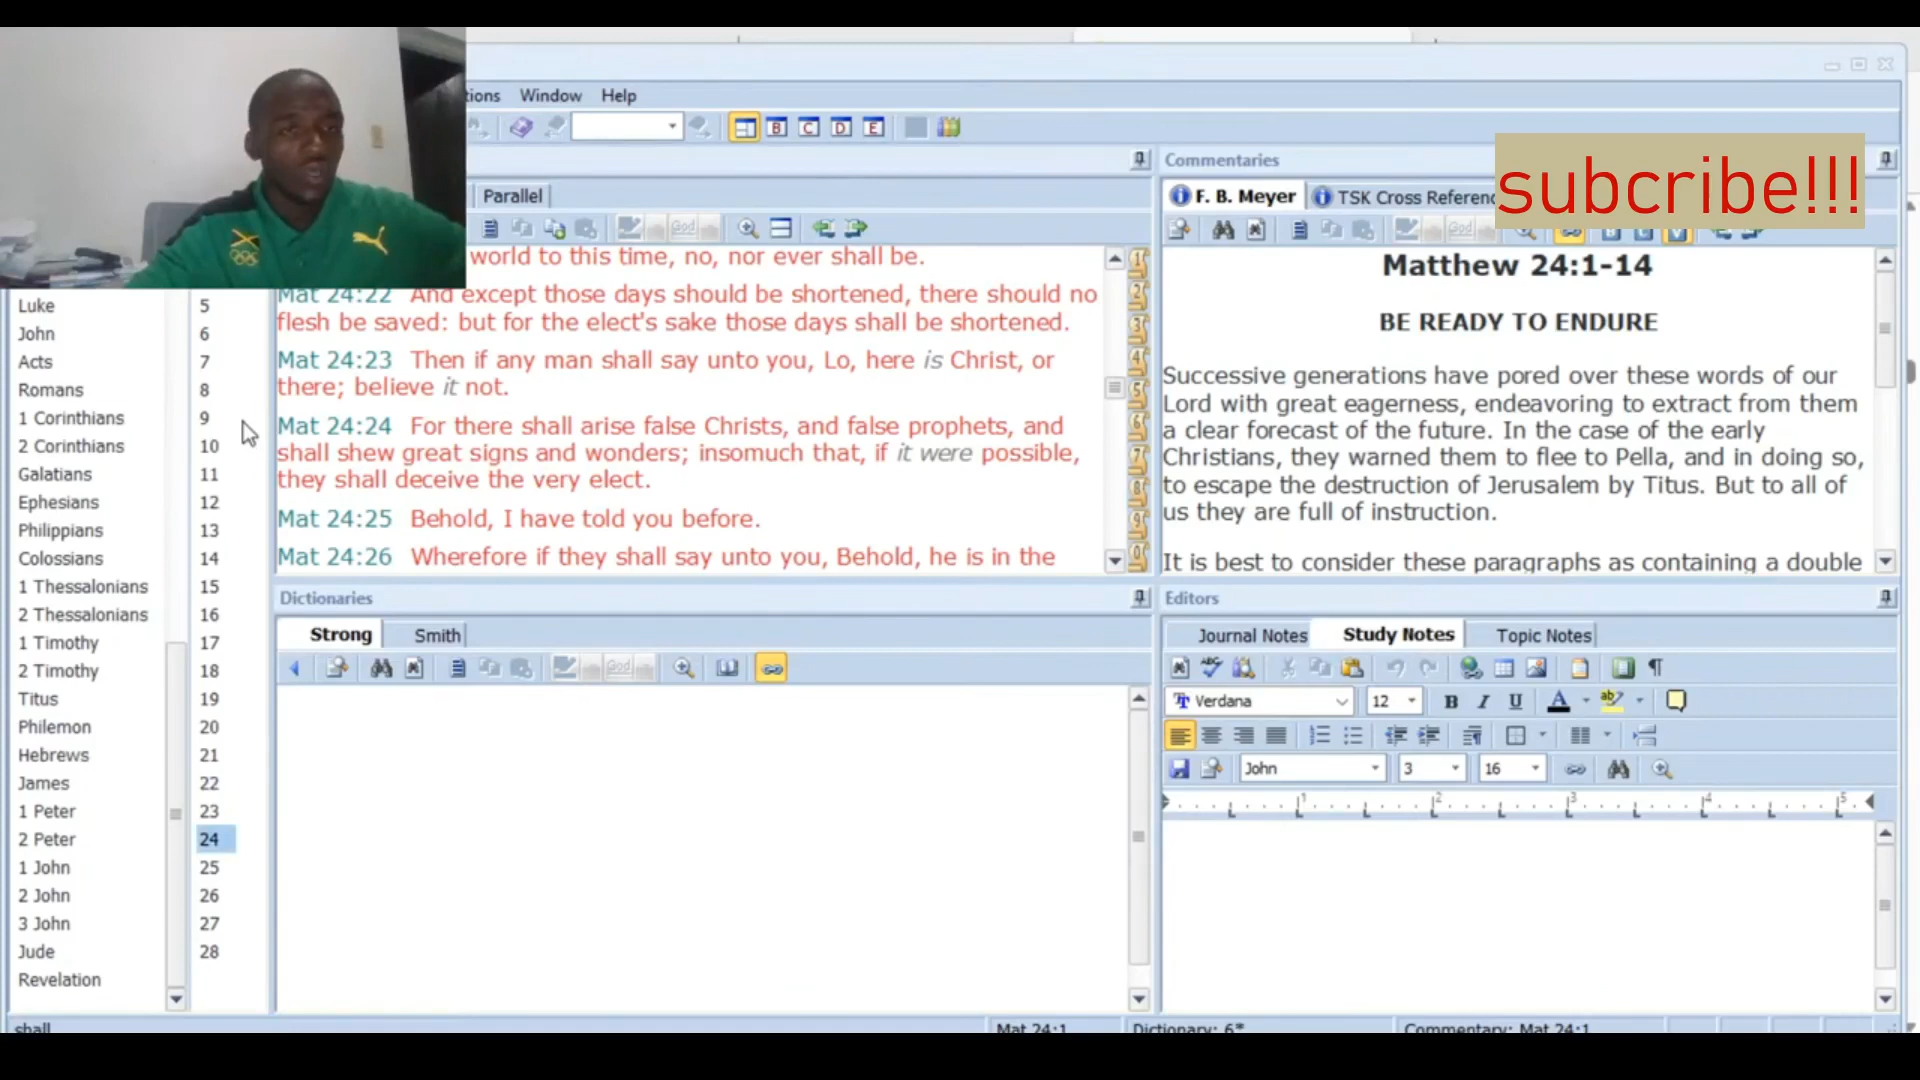 tions Window Help
B C D E
Parallel
God
world to this time, no, nor ever shall be.
Mat 24:22 And except those days should be shortened, there should no
flesh be saved: but for the elect's sake those days shall be shortened.
Mat 24:23 Then if any man shall say unto you, Lo, here is Christ, or
there; believe it not.
Mat 24:24 For there shall arise false Christs, and false prophets, and
shall shew great signs and wonders; insomuch that, if it were possible,
they shall deceive the very elect.
Mat 24:25 Behold, I have told you before.
Mat 24:26 Wherefore if they shall say unto you, Behold, he is in the
Commentaries
F. B. Meyer TSK Cross Referenc
subcribe!!!
God
Matthew 24:1-14
BE READY TO ENDURE
Successive generations have pored over these words of our
Lord with great eagerness, endeavoring to extract from them
a clear forecast of the future. In the case of the early
Christians, they warned them to flee to Pella, and in doing so,
to escape the destruction of Jerusalem by Titus. But to all of
us they are full of instruction.
It is best to consider these paragraphs as containing a double
Luke 5
John 6
Acts 7
Romans 8
1 Corinthians 9
2 Corinthians 10
Galatians 11
Ephesians 12
Philippians 13
Colossians 14
1 Thessalonians 15
2 Thessalonians 16
1 Timothy 17
2 Timothy 18
Titus 19
Philemon 20
Hebrews 21
James 22
1 Peter 23
2 Peter 24
1 John 25
2 John 26
3 John 27
Jude 28
Revelation
Dictionaries
Strong Smith
God
Editors
Journal Notes Study Notes Topic Notes
Verdana 12 B I U A ab
John 3 16
1 2 3 4 5
shall Mat 24:1 Dictionary: 6* Commentary: Mat 24:1